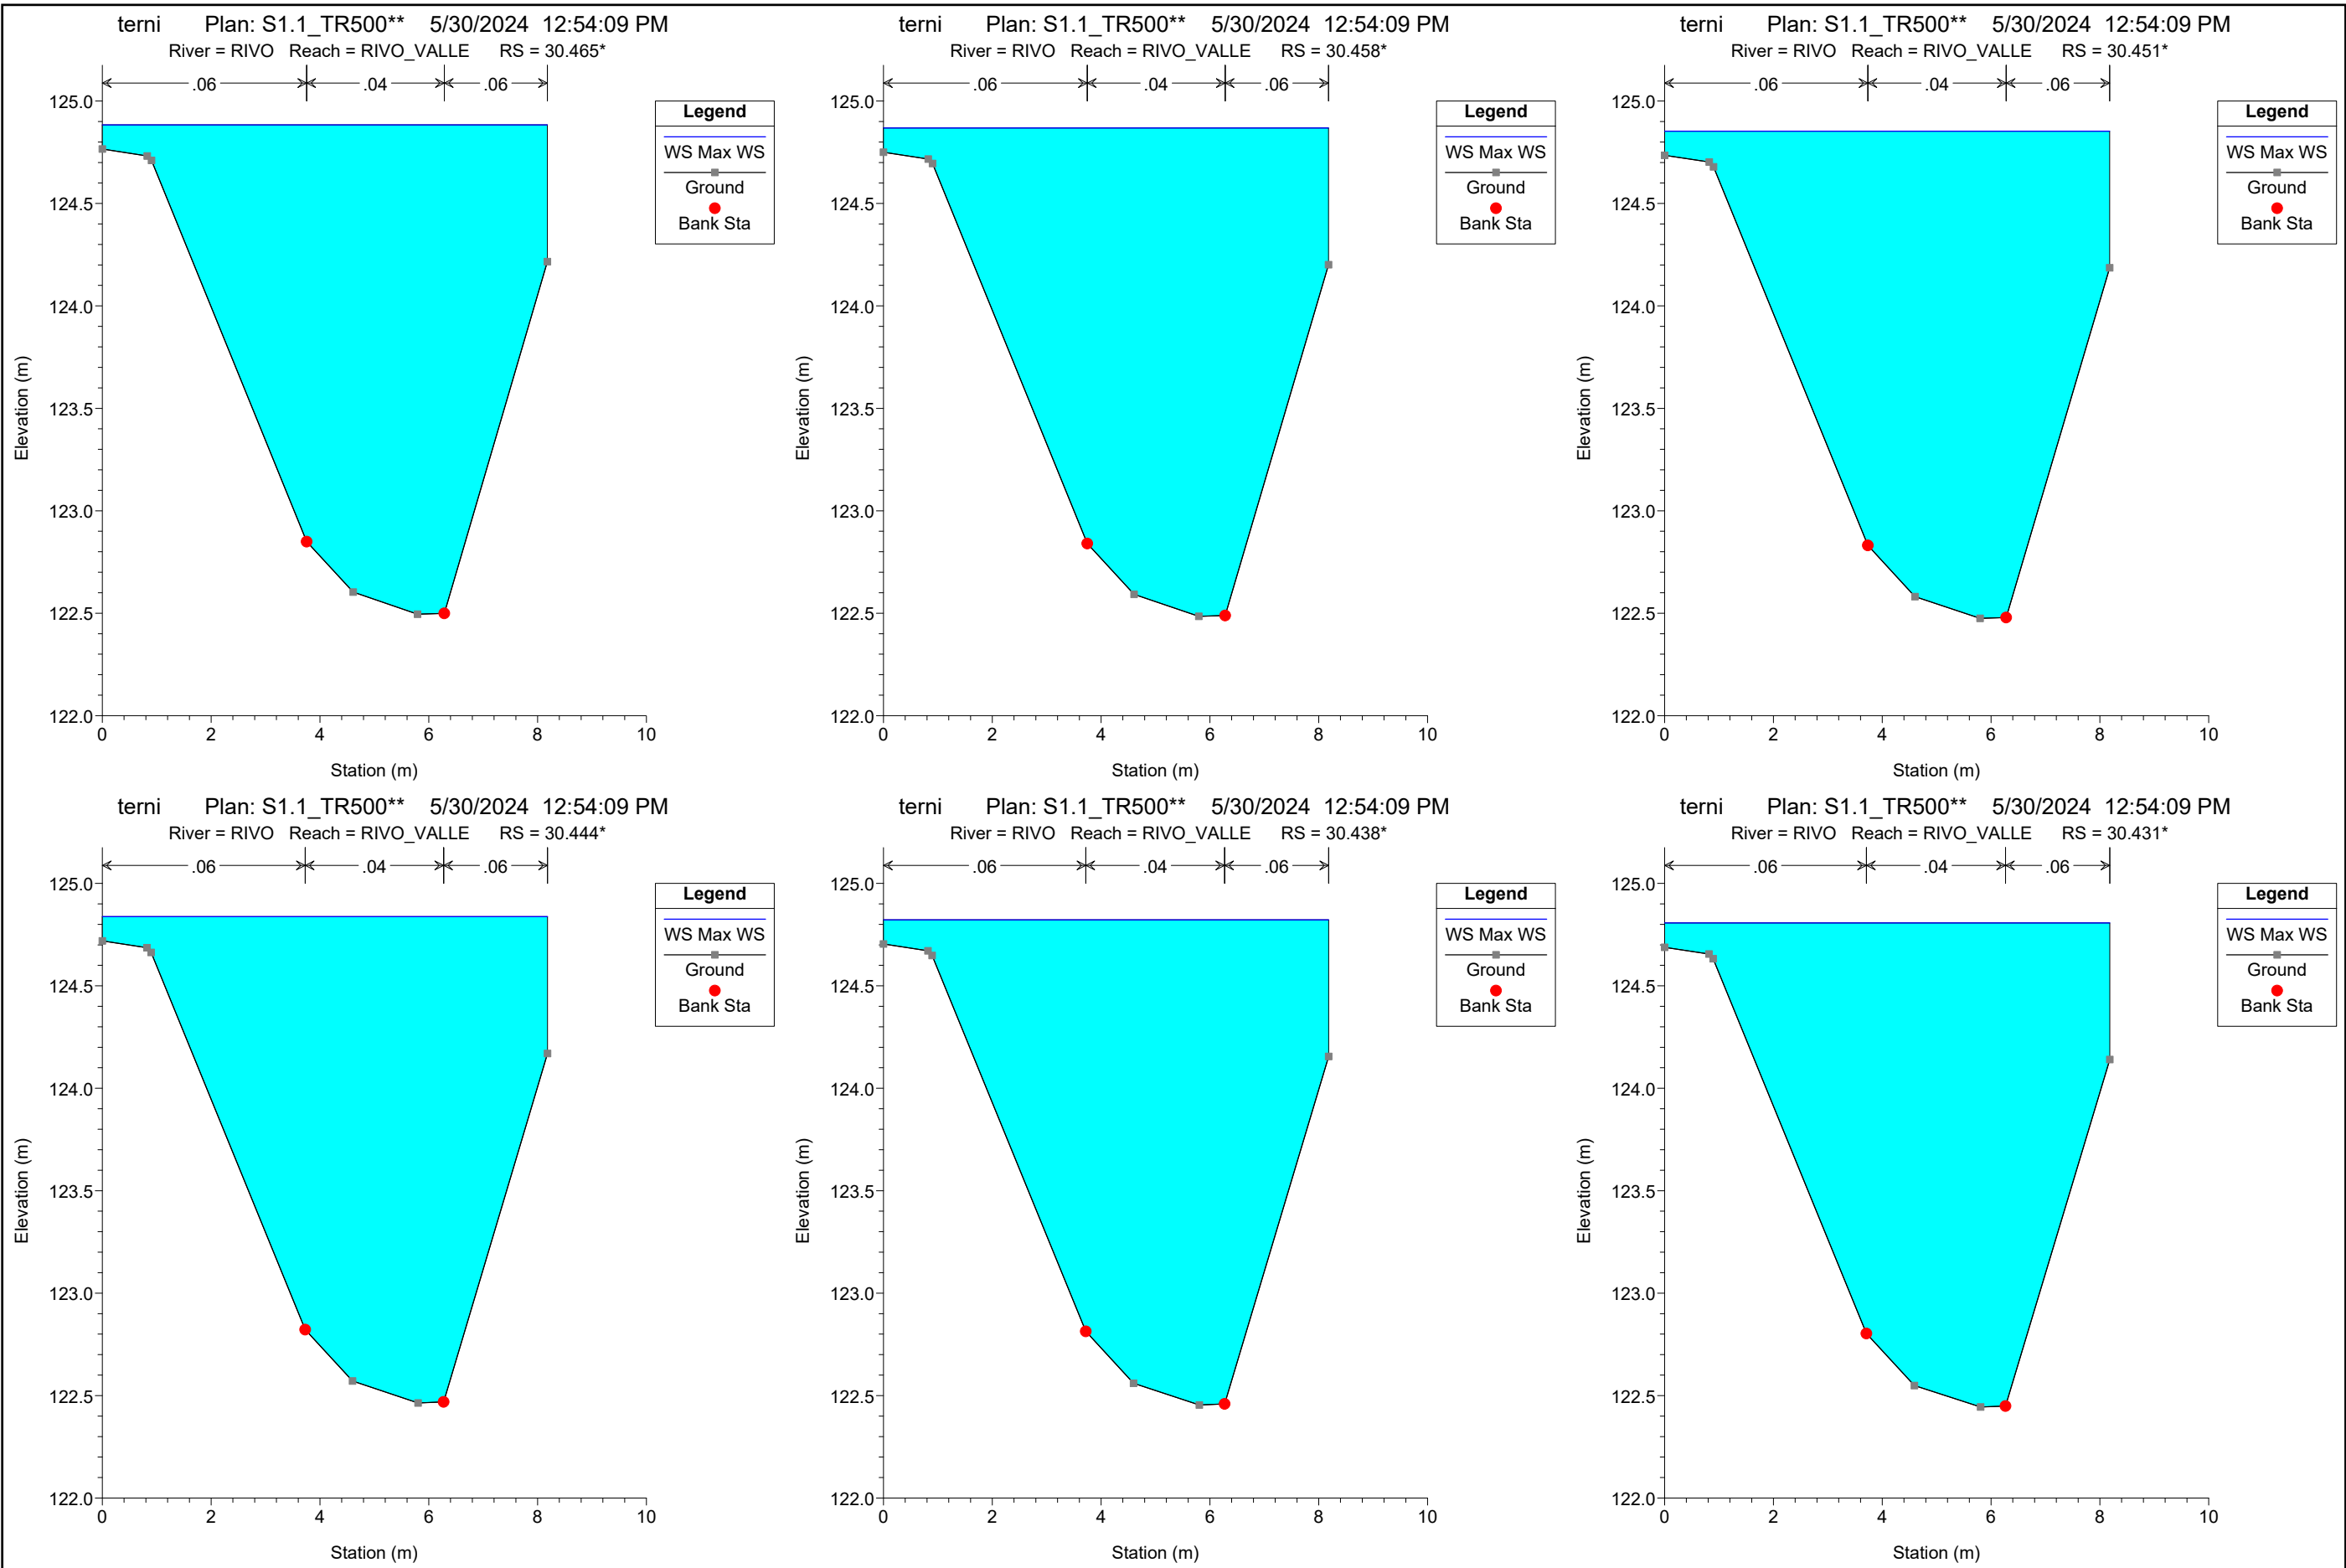 terni Plan: S1.1_TR500** 5/30/2024 12:54:09 PM
River = RIVO Reach = RIVO_VALLE RS = 30.465*
.06 .04 .06
125.0
124.5
124.0
123.5
123.0
122.5
122.0
0 2 4 6 8 10
Station (m)
Elevation (m)
Legend
WS Max WS
Ground
Bank Sta
terni Plan: S1.1_TR500** 5/30/2024 12:54:09 PM
River = RIVO Reach = RIVO_VALLE RS = 30.458*
.06 .04 .06
125.0
124.5
124.0
123.5
123.0
122.5
122.0
0 2 4 6 8 10
Station (m)
Elevation (m)
Legend
WS Max WS
Ground
Bank Sta
terni Plan: S1.1_TR500** 5/30/2024 12:54:09 PM
River = RIVO Reach = RIVO_VALLE RS = 30.451*
.06 .04 .06
125.0
124.5
124.0
123.5
123.0
122.5
122.0
0 2 4 6 8 10
Station (m)
Elevation (m)
Legend
WS Max WS
Ground
Bank Sta
terni Plan: S1.1_TR500** 5/30/2024 12:54:09 PM
River = RIVO Reach = RIVO_VALLE RS = 30.444*
.06 .04 .06
125.0
124.5
124.0
123.5
123.0
122.5
122.0
0 2 4 6 8 10
Station (m)
Elevation (m)
Legend
WS Max WS
Ground
Bank Sta
terni Plan: S1.1_TR500** 5/30/2024 12:54:09 PM
River = RIVO Reach = RIVO_VALLE RS = 30.438*
.06 .04 .06
125.0
124.5
124.0
123.5
123.0
122.5
122.0
0 2 4 6 8 10
Station (m)
Elevation (m)
Legend
WS Max WS
Ground
Bank Sta
terni Plan: S1.1_TR500** 5/30/2024 12:54:09 PM
River = RIVO Reach = RIVO_VALLE RS = 30.431*
.06 .04 .06
125.0
124.5
124.0
123.5
123.0
122.5
122.0
0 2 4 6 8 10
Station (m)
Elevation (m)
Legend
WS Max WS
Ground
Bank Sta